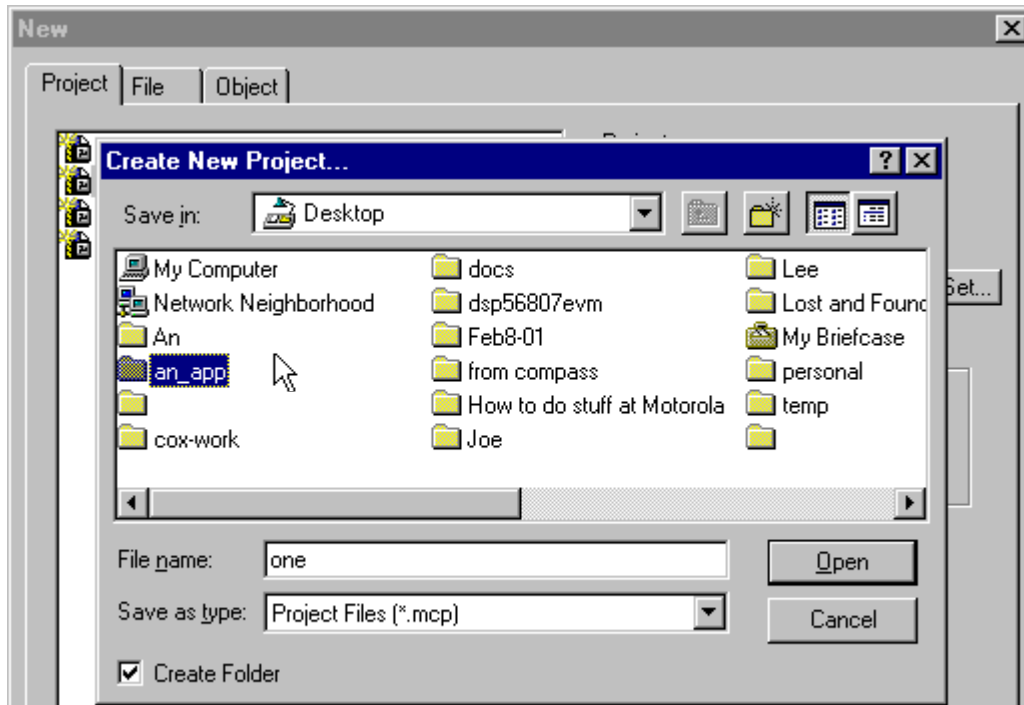 New
Project File Object
Create New Project...
Save in: Desktop
My Computer docs Lee
Network Neighborhood dsp56807evm Lost and Found
An Feb8-01 My Briefcase
an_app from compass personal
How to do stuff at Motorola temp
cox-work Joe
Set...
File name: one Open
Save as type: Project Files (*.mcp) Cancel
Create Folder